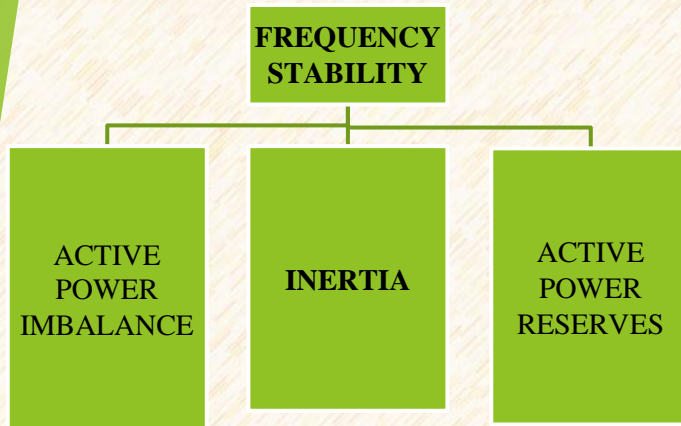 FREQUENCY
STABILITY
ACTIVE
POWER
IMBALANCE
INERTIA
ACTIVE
POWER
RESERVES